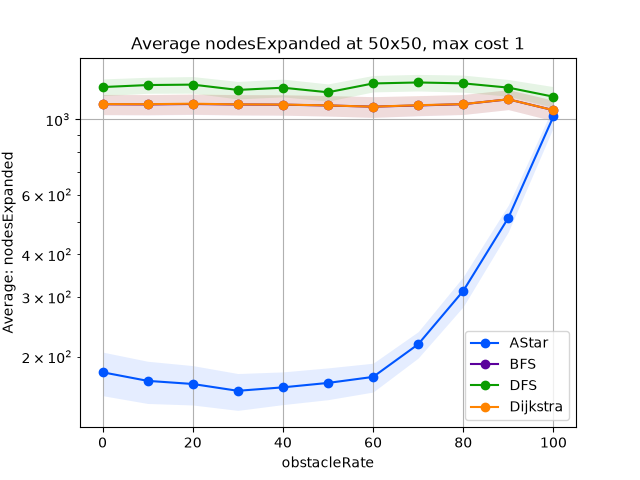 Average nodesExpanded at 50x50, max cost 1
Average: nodesExpanded
10³
6 × 10²
4 × 10²
3 × 10²
2 × 10²
0 20 40 60 80 100
obstacleRate
AStar
BFS
DFS
Dijkstra